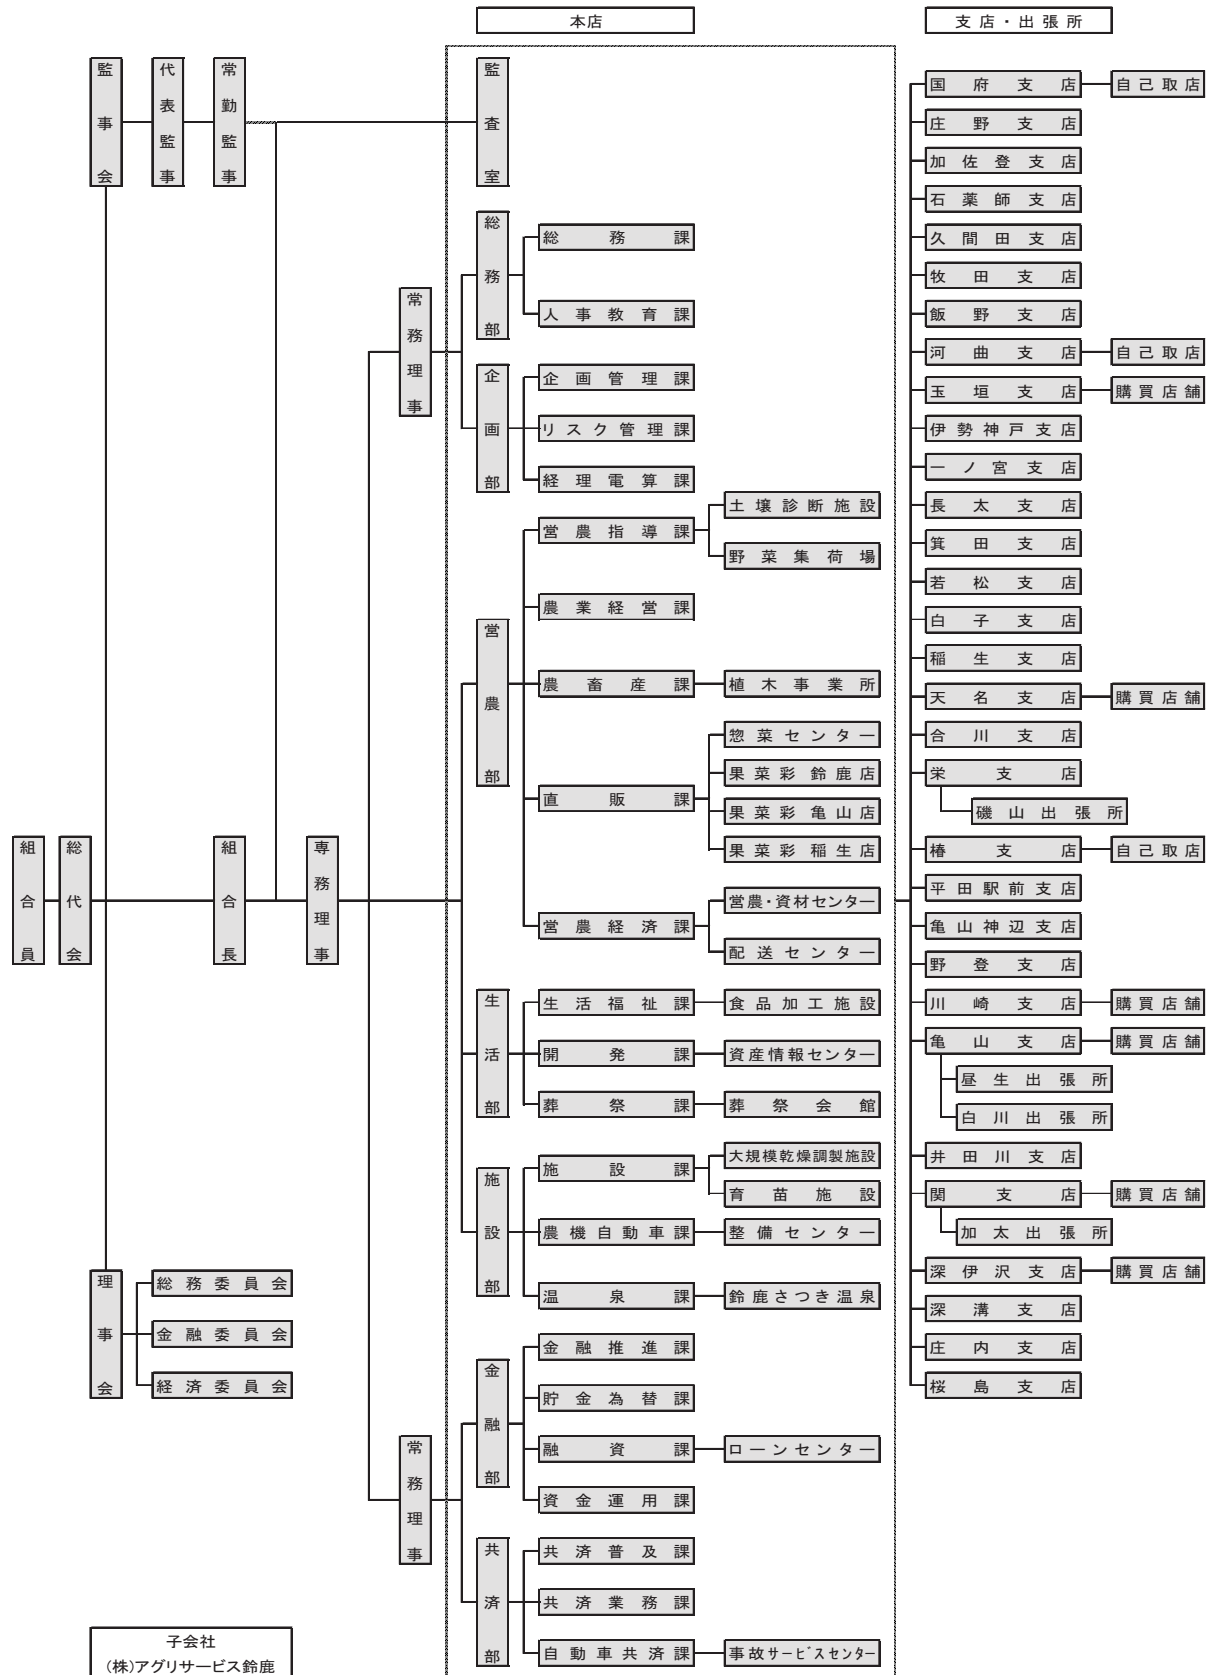 本店
支店・出張所
監事会
代表監事
常勤監事
監査室
組合員
総代会
組合長
専務理事
理事会
総務委員会
金融委員会
経済委員会
常務理事
総務部
総務課
人事教育課
企画部
企画管理課
リスク管理課
経理電算課
営農部
営農指導課
土壌診断施設
野菜集荷場
農業経営課
農畜産課
植木事業所
直販課
惣菜センター
果菜彩鈴鹿店
果菜彩亀山店
果菜彩稲生店
営農経済課
営農・資材センター
配送センター
生活部
生活福祉課
食品加工施設
開発課
資産情報センター
葬祭課
葬祭会館
施設部
施設課
大規模乾燥調製施設
育苗施設
農機自動車課
整備センター
温泉課
鈴鹿さつき温泉
常務理事
金融部
金融推進課
貯金為替課
融資課
ローンセンター
資金運用課
共済部
共済普及課
共済業務課
自動車共済課
事故サービスセンター
国府支店
自己取店
庄野支店
加佐登支店
石薬師支店
久間田支店
牧田支店
飯野支店
河曲支店
自己取店
玉垣支店
購買店舗
伊勢神戸支店
一ノ宮支店
長太支店
箕田支店
若松支店
白子支店
稲生支店
天名支店
購買店舗
合川支店
栄支店
磯山出張所
椿支店
自己取店
平田駅前支店
亀山神辺支店
野登支店
川崎支店
購買店舗
亀山支店
購買店舗
昼生出張所
白川出張所
井田川支店
関支店
購買店舗
加太出張所
深伊沢支店
購買店舗
深溝支店
庄内支店
桜島支店
子会社
(株)アグリサービス鈴鹿